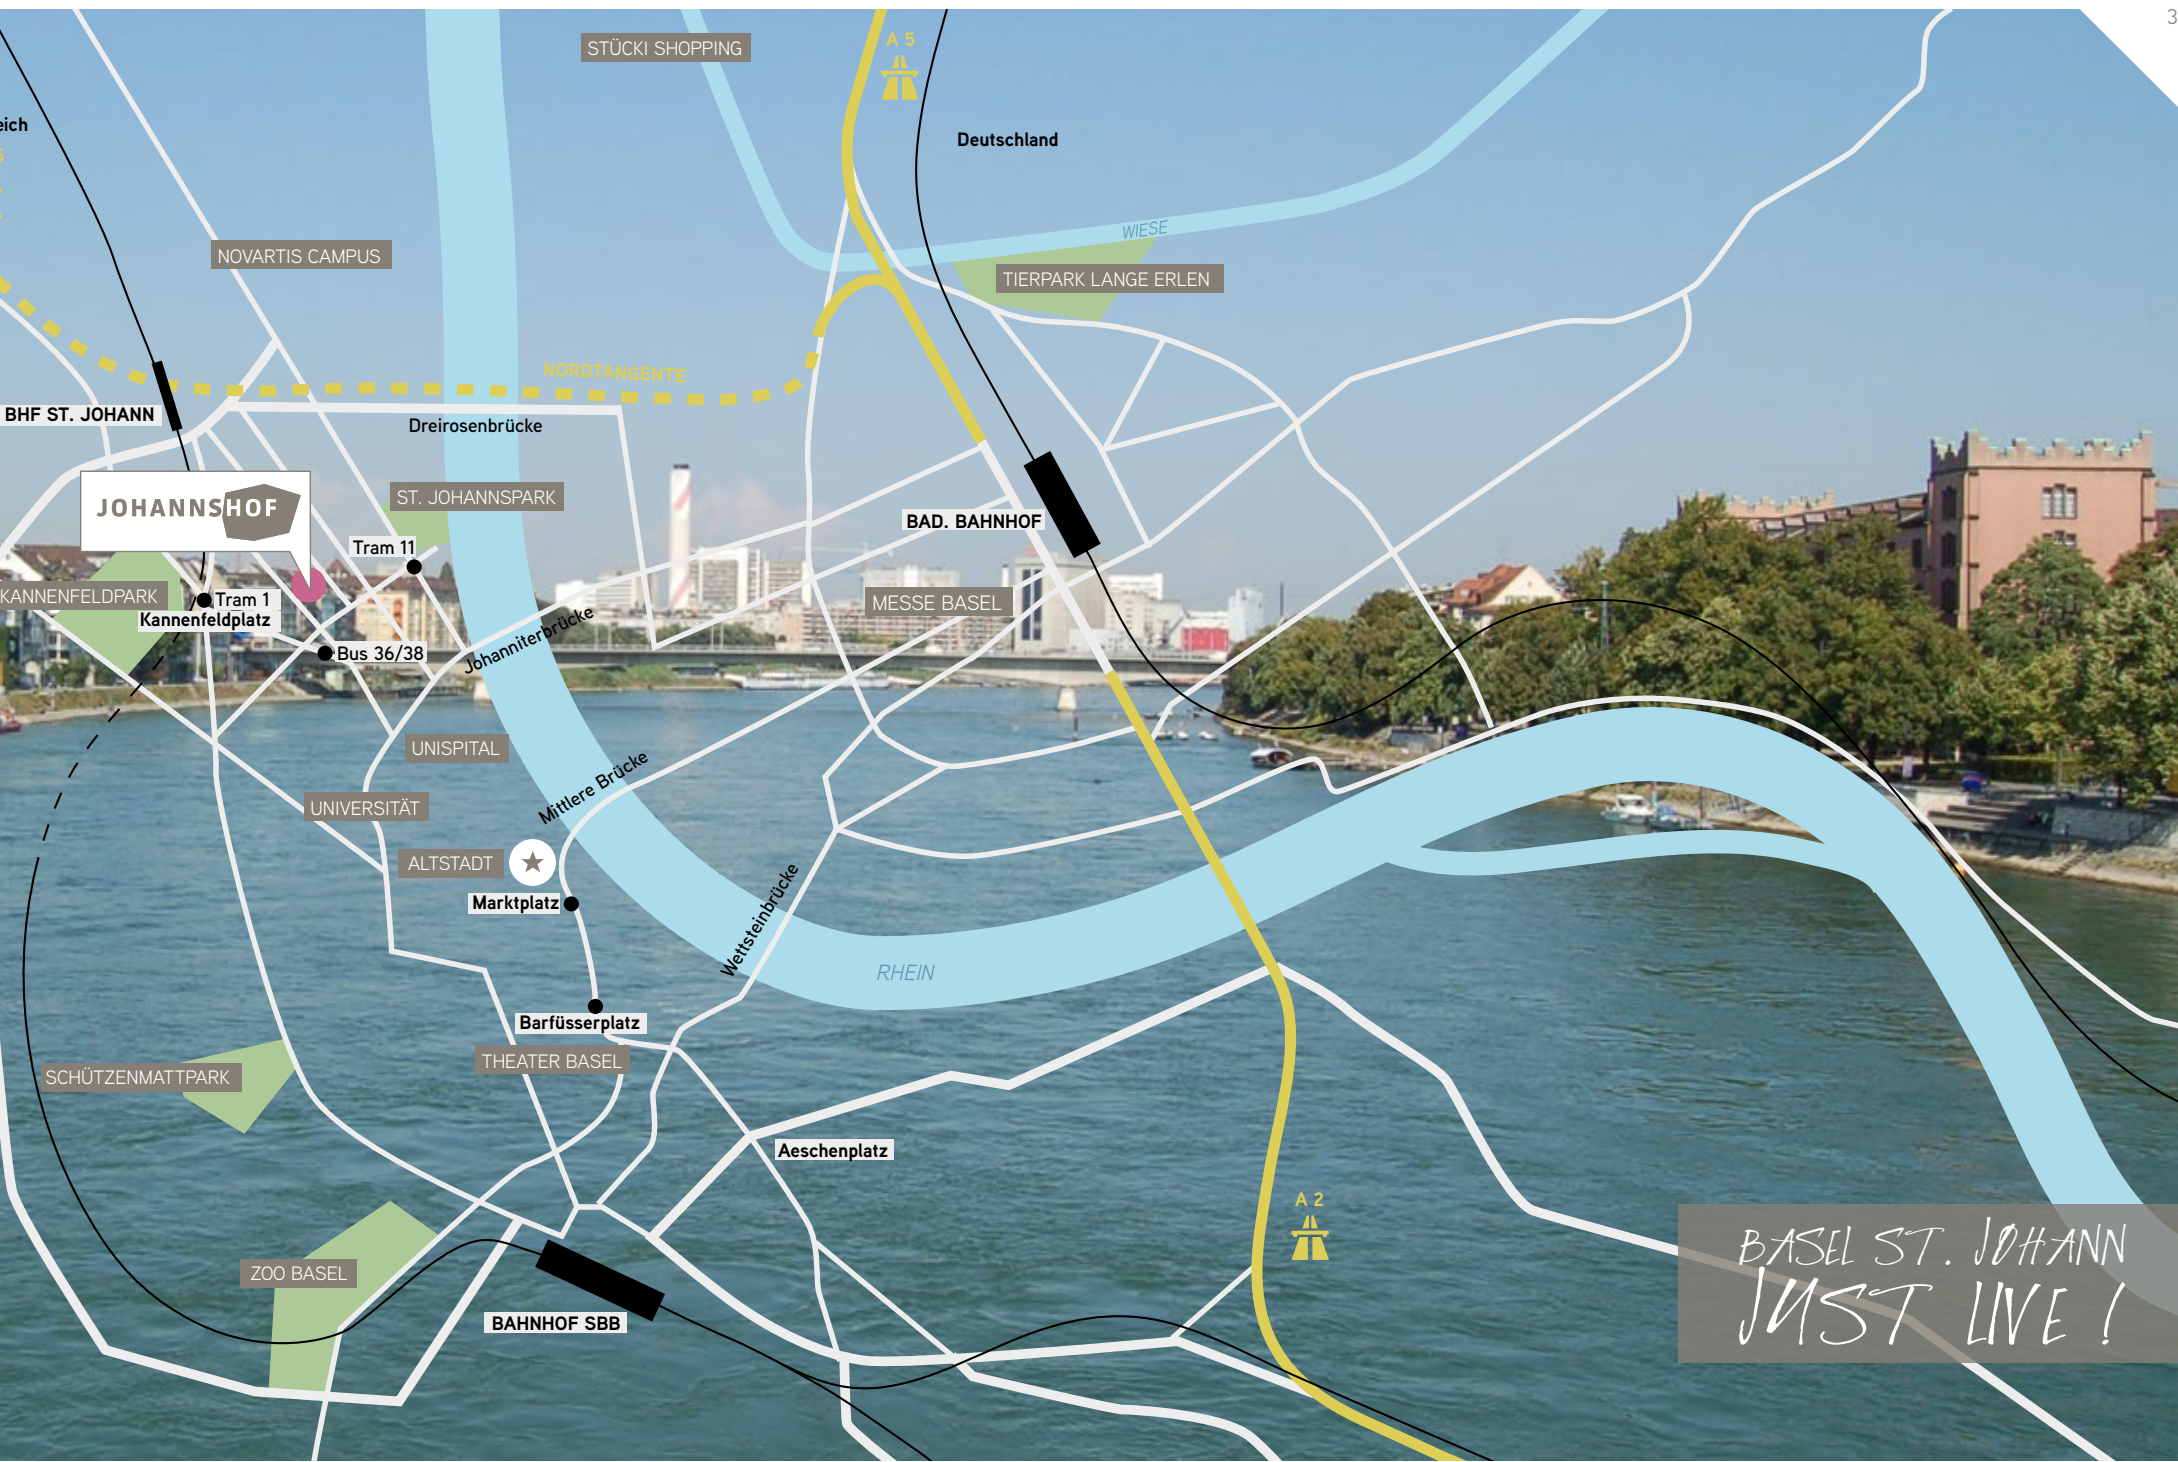 3
STÜCKI SHOPPING
A 5
eich
Deutschland
WIESE
NOVARTIS CAMPUS
TIERPARK LANGE ERLEN
NORDTANGENTE
BHF ST. JOHANN
Dreirosenbrücke
JOHANNSHOF
ST. JOHANNSPARK
BAD. BAHNHOF
Tram 11
KANNENFELDPARK
Tram 1
Kannenfeldplatz
MESSE BASEL
Johanniterbrücke
Bus 36/38
UNISPITAL
Mittlere Brücke
UNIVERSITÄT
ALTSTADT
Marktplatz
Wettsteinbrücke
RHEIN
Barfüsserplatz
THEATER BASEL
SCHÜTZENMATTPARK
Aeschenplatz
A 2
ZOO BASEL
BAHNHOF SBB
BASEL ST. JOHANN
JUST LIVE !